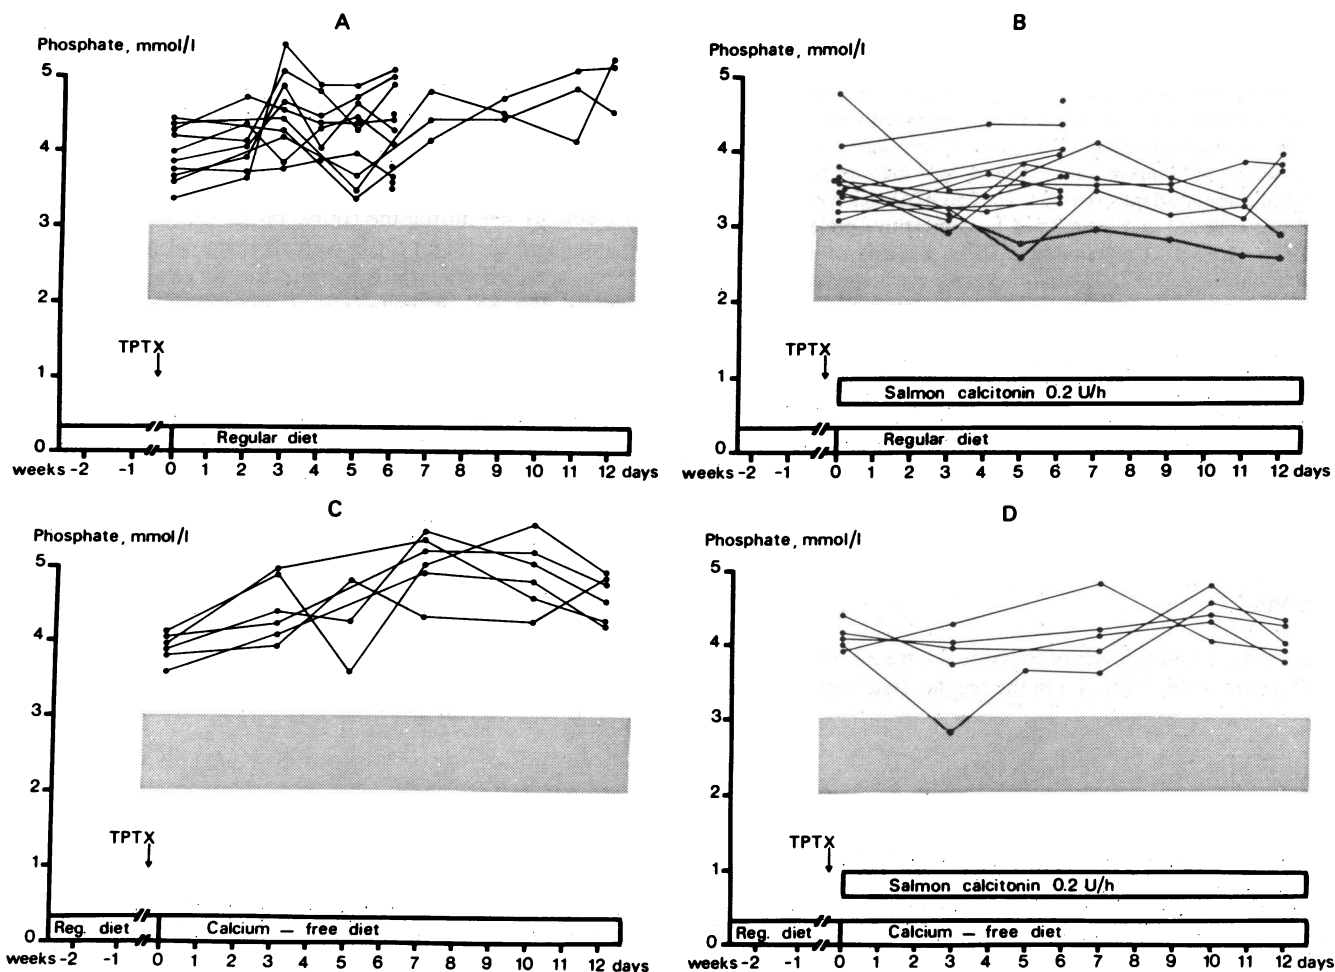 A
Phosphate, mmol/l
5
4
3
2
TPTX
1
0
Regular diet
weeks -2 -1 0 1 2 3 4 5 6 7 8 9 10 11 12 days
B
Phosphate, mmol/l
5
4
3
2
TPTX
1
Salmon calcitonin 0.2 U/h
0
Regular diet
weeks -2 -1 0 1 2 3 4 5 6 7 8 9 10 11 12 days
C
Phosphate, mmol/l
5
4
3
2
TPTX
1
0
Reg. diet Calcium – free diet
weeks -2 -1 0 1 2 3 4 5 6 7 8 9 10 11 12 days
D
Phosphate, mmol/l
5
4
3
2
TPTX
1
Salmon calcitonin 0.2 U/h
0
Reg. diet Calcium – free diet
weeks -2 -1 0 1 2 3 4 5 6 7 8 9 10 11 12 days